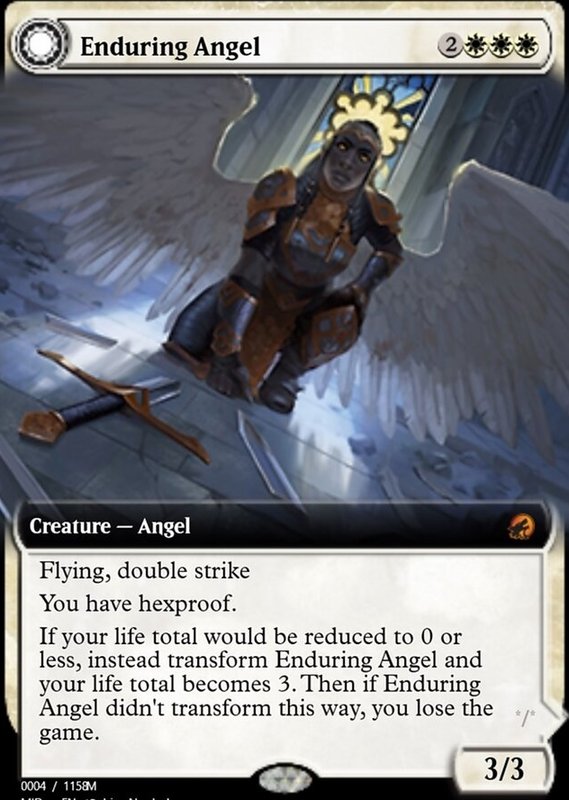 Enduring Angel 2
Creature — Angel
Flying, double strike
You have hexproof.
If your life total would be reduced to 0 or
less, instead transform Enduring Angel and
your life total becomes 3. Then if Enduring
Angel didn't transform this way, you lose the
game.
*/*
3/3
0004 / 1158M